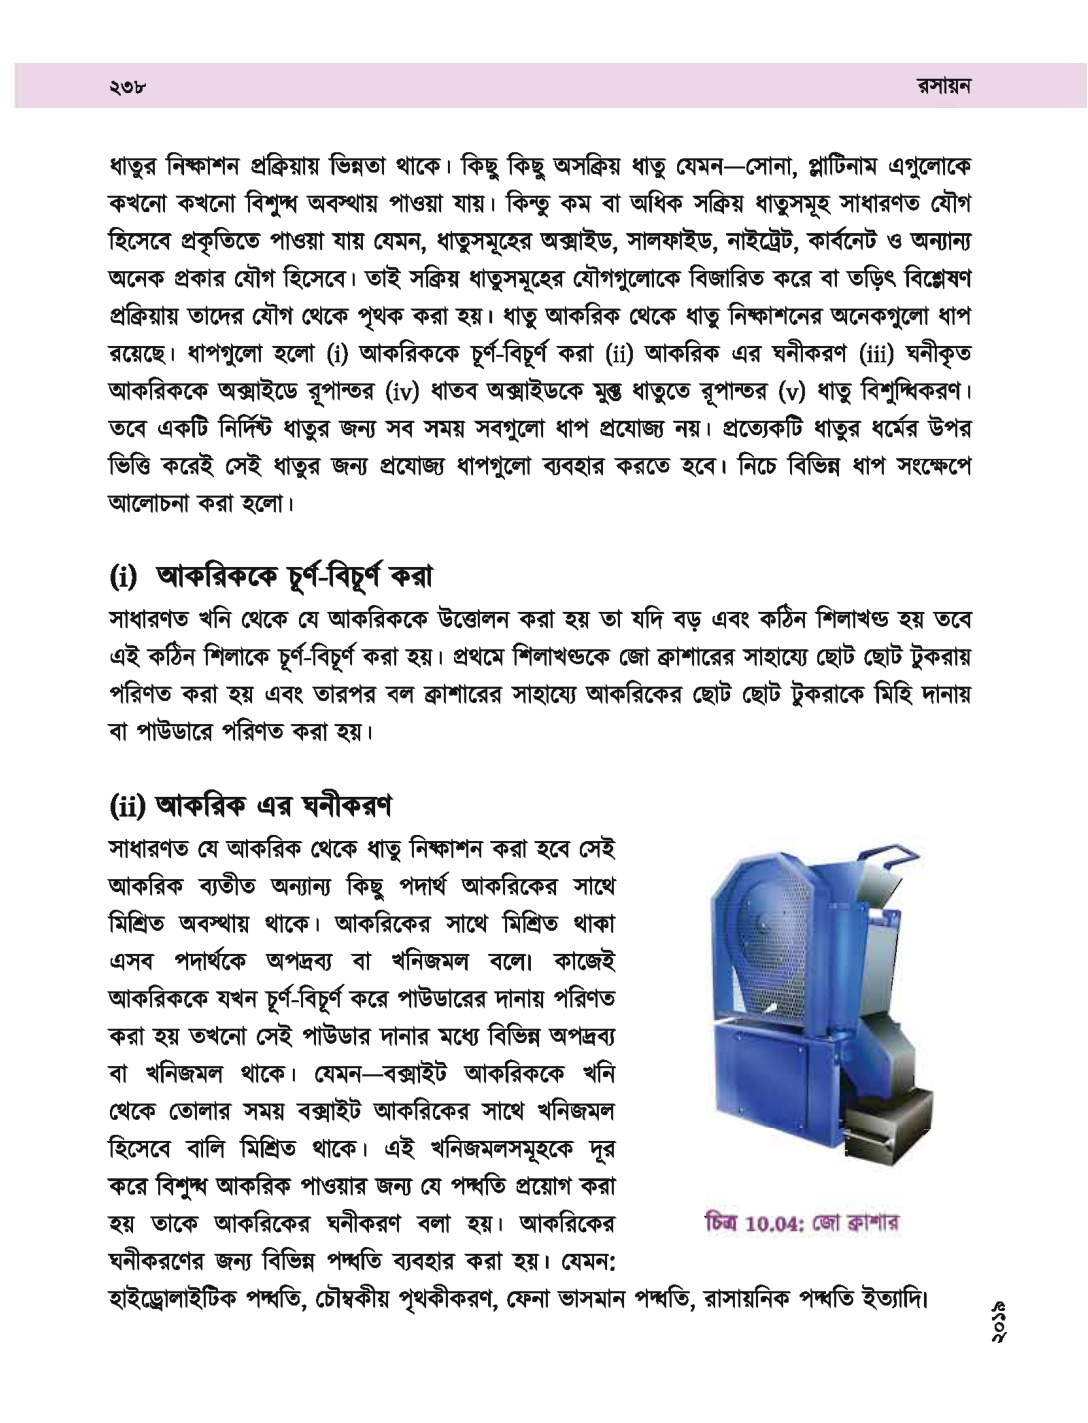 ২৩৮
রসায়ন
ধাতুর নিষ্কাশন প্রক্রিয়ায় ভিন্নতা থাকে। কিছু কিছু অসক্রিয় ধাতু যেমন—সোনা, প্লাটিনাম এগুলোকে
কখনো কখনো বিশুদ্ধ অবস্থায় পাওয়া যায়। কিন্তু কম বা অধিক সক্রিয় ধাতুসমূহ সাধারণত যৌগ
হিসেবে প্রকৃতিতে পাওয়া যায় যেমন, ধাতুসমূহের অক্সাইড, সালফাইড, নাইট্রেট, কার্বনেট ও অন্যান্য
অনেক প্রকার যৌগ হিসেবে। তাই সক্রিয় ধাতুসমূহের যৌগগুলোকে বিজারিত করে বা তড়িৎ বিশ্লেষণ
প্রক্রিয়ায় তাদের যৌগ থেকে পৃথক করা হয়। ধাতু আকরিক থেকে ধাতু নিষ্কাশনের অনেকগুলো ধাপ
রয়েছে। ধাপগুলো হলো (i) আকরিককে চূর্ণ-বিচূর্ণ করা (ii) আকরিক এর ঘনীকরণ (iii) ঘনীকৃত
আকরিককে অক্সাইডে রূপান্তর (iv) ধাতব অক্সাইডকে মুক্ত ধাতুতে রূপান্তর (v) ধাতু বিশুদ্ধিকরণ।
তবে একটি নির্দিষ্ট ধাতুর জন্য সব সময় সবগুলো ধাপ প্রযোজ্য নয়। প্রত্যেকটি ধাতুর ধর্মের উপর
ভিত্তি করেই সেই ধাতুর জন্য প্রযোজ্য ধাপগুলো ব্যবহার করতে হবে। নিচে বিভিন্ন ধাপ সংক্ষেপে
আলোচনা করা হলো।
(i) আকরিককে চূর্ণ-বিচূর্ণ করা
সাধারণত খনি থেকে যে আকরিককে উত্তোলন করা হয় তা যদি বড় এবং কঠিন শিলাখণ্ড হয় তবে
এই কঠিন শিলাকে চূর্ণ-বিচূর্ণ করা হয়। প্রথমে শিলাখণ্ডকে জো ক্রাশারের সাহায্যে ছোট ছোট টুকরায়
পরিণত করা হয় এবং তারপর বল ক্রাশারের সাহায্যে আকরিকের ছোট ছোট টুকরাকে মিহি দানায়
বা পাউডারে পরিণত করা হয়।
(ii) আকরিক এর ঘনীকরণ
সাধারণত যে আকরিক থেকে ধাতু নিষ্কাশন করা হবে সেই
আকরিক ব্যতীত অন্যান্য কিছু পদার্থ আকরিকের সাথে
মিশ্রিত অবস্থায় থাকে। আকরিকের সাথে মিশ্রিত থাকা
এসব পদার্থকে অপদ্রব্য বা খনিজমল বলে। কাজেই
আকরিককে যখন চূর্ণ-বিচূর্ণ করে পাউডারের দানায় পরিণত
করা হয় তখনো সেই পাউডার দানার মধ্যে বিভিন্ন অপদ্রব্য
বা খনিজমল থাকে। যেমন—বক্সাইট আকরিককে খনি
থেকে তোলার সময় বক্সাইট আকরিকের সাথে খনিজমল
হিসেবে বালি মিশ্রিত থাকে। এই খনিজমলসমূহকে দূর
করে বিশুদ্ধ আকরিক পাওয়ার জন্য যে পদ্ধতি প্রয়োগ করা
হয় তাকে আকরিকের ঘনীকরণ বলা হয়। আকরিকের
ঘনীকরণের জন্য বিভিন্ন পদ্ধতি ব্যবহার করা হয়। যেমন:
হাইড্রোলাইটিক পদ্ধতি, চৌম্বকীয় পৃথকীকরণ, ফেনা ভাসমান পদ্ধতি, রাসায়নিক পদ্ধতি ইত্যাদি।
চিত্র 10.04: জো ক্রাশার
২০১৯